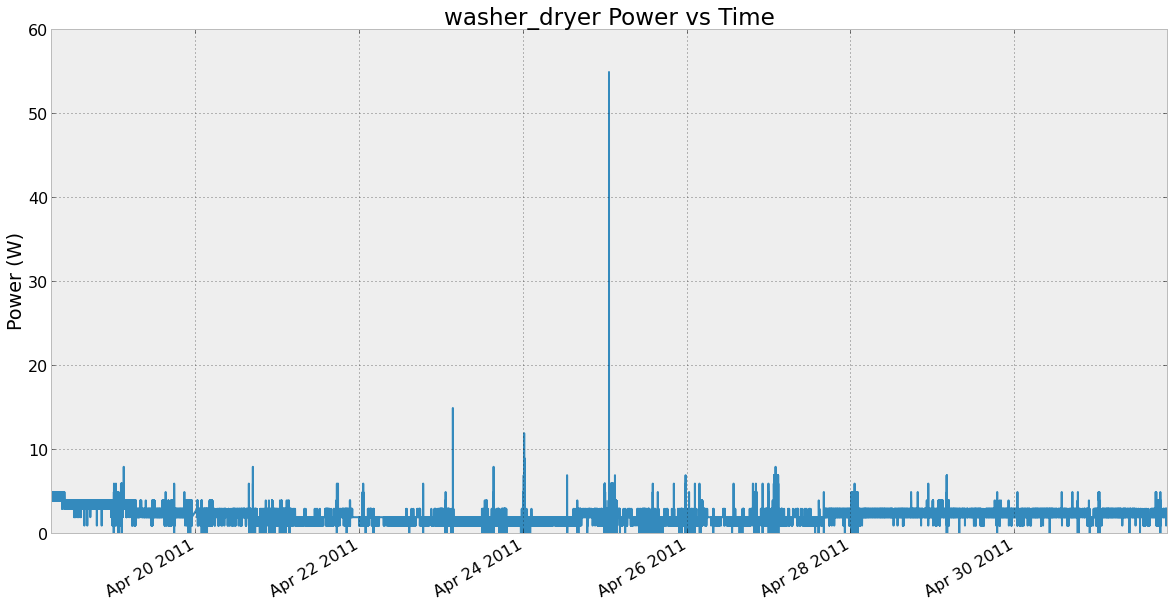 washer_dryer Power vs Time
60
50
40
30
20
10
0
Power (W)
Apr 20 2011
Apr 22 2011
Apr 24 2011
Apr 26 2011
Apr 28 2011
Apr 30 2011